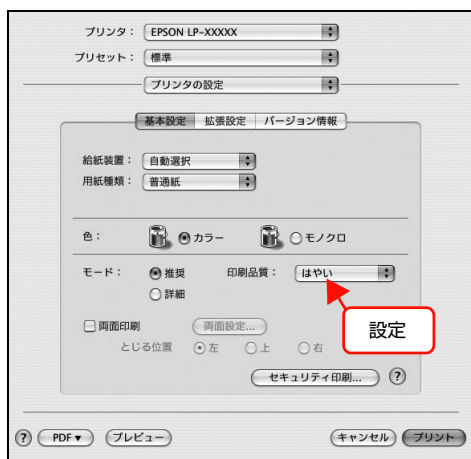 プリンタ： EPSON LP-XXXXX
プリセット： 標準
プリンタの設定
基本設定 拡張設定 バージョン情報
給紙装置： 自動選択
用紙種類： 普通紙
色： カラー モノクロ
モード： 推奨 印刷品質： はやい
詳細
設定
両面印刷 両面設定...
とじる位置 左 上 右
セキュリティ印刷... ?
? PDF▼ プレビュー キャンセル プリント